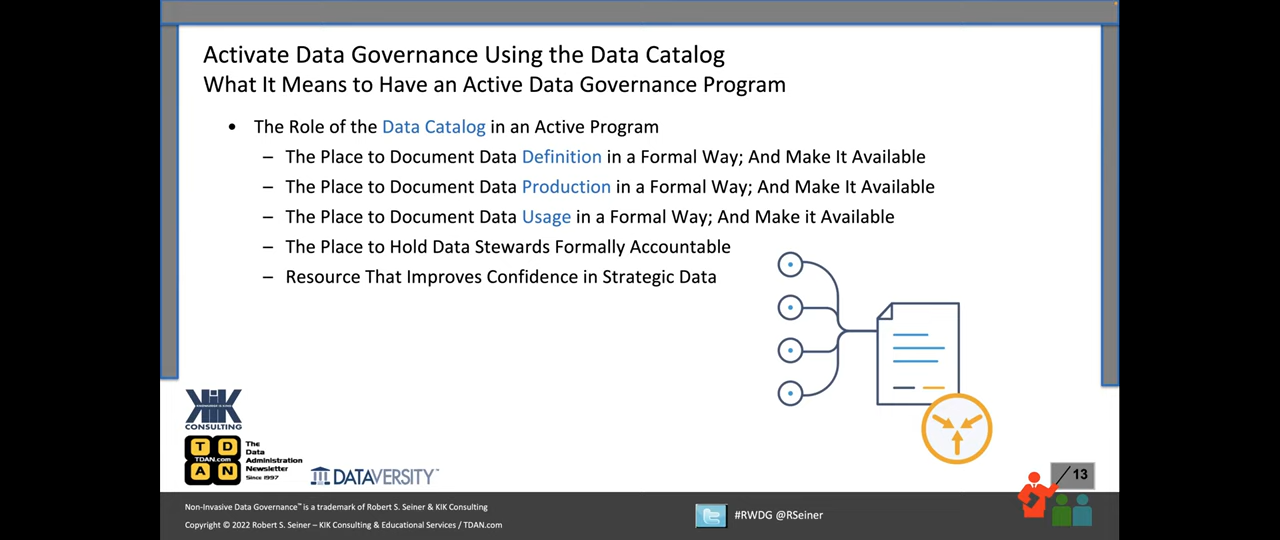 Activate Data Governance Using the Data Catalog
What It Means to Have an Active Data Governance Program
• The Role of the Data Catalog in an Active Program
– The Place to Document Data Definition in a Formal Way; And Make It Available
– The Place to Document Data Production in a Formal Way; And Make It Available
– The Place to Document Data Usage in a Formal Way; And Make it Available
– The Place to Hold Data Stewards Formally Accountable
– Resource That Improves Confidence in Strategic Data
KIK
CONSULTING
T D
TDAN.com
A N
The
Data
Administration
Newsletter
Since 1997
DATAVERSITY™
13
Non-Invasive Data Governance™ is a trademark of Robert S. Seiner & KIK Consulting
Copyright © 2022 Robert S. Seiner – KIK Consulting & Educational Services / TDAN.com
#RWDG @RSeiner